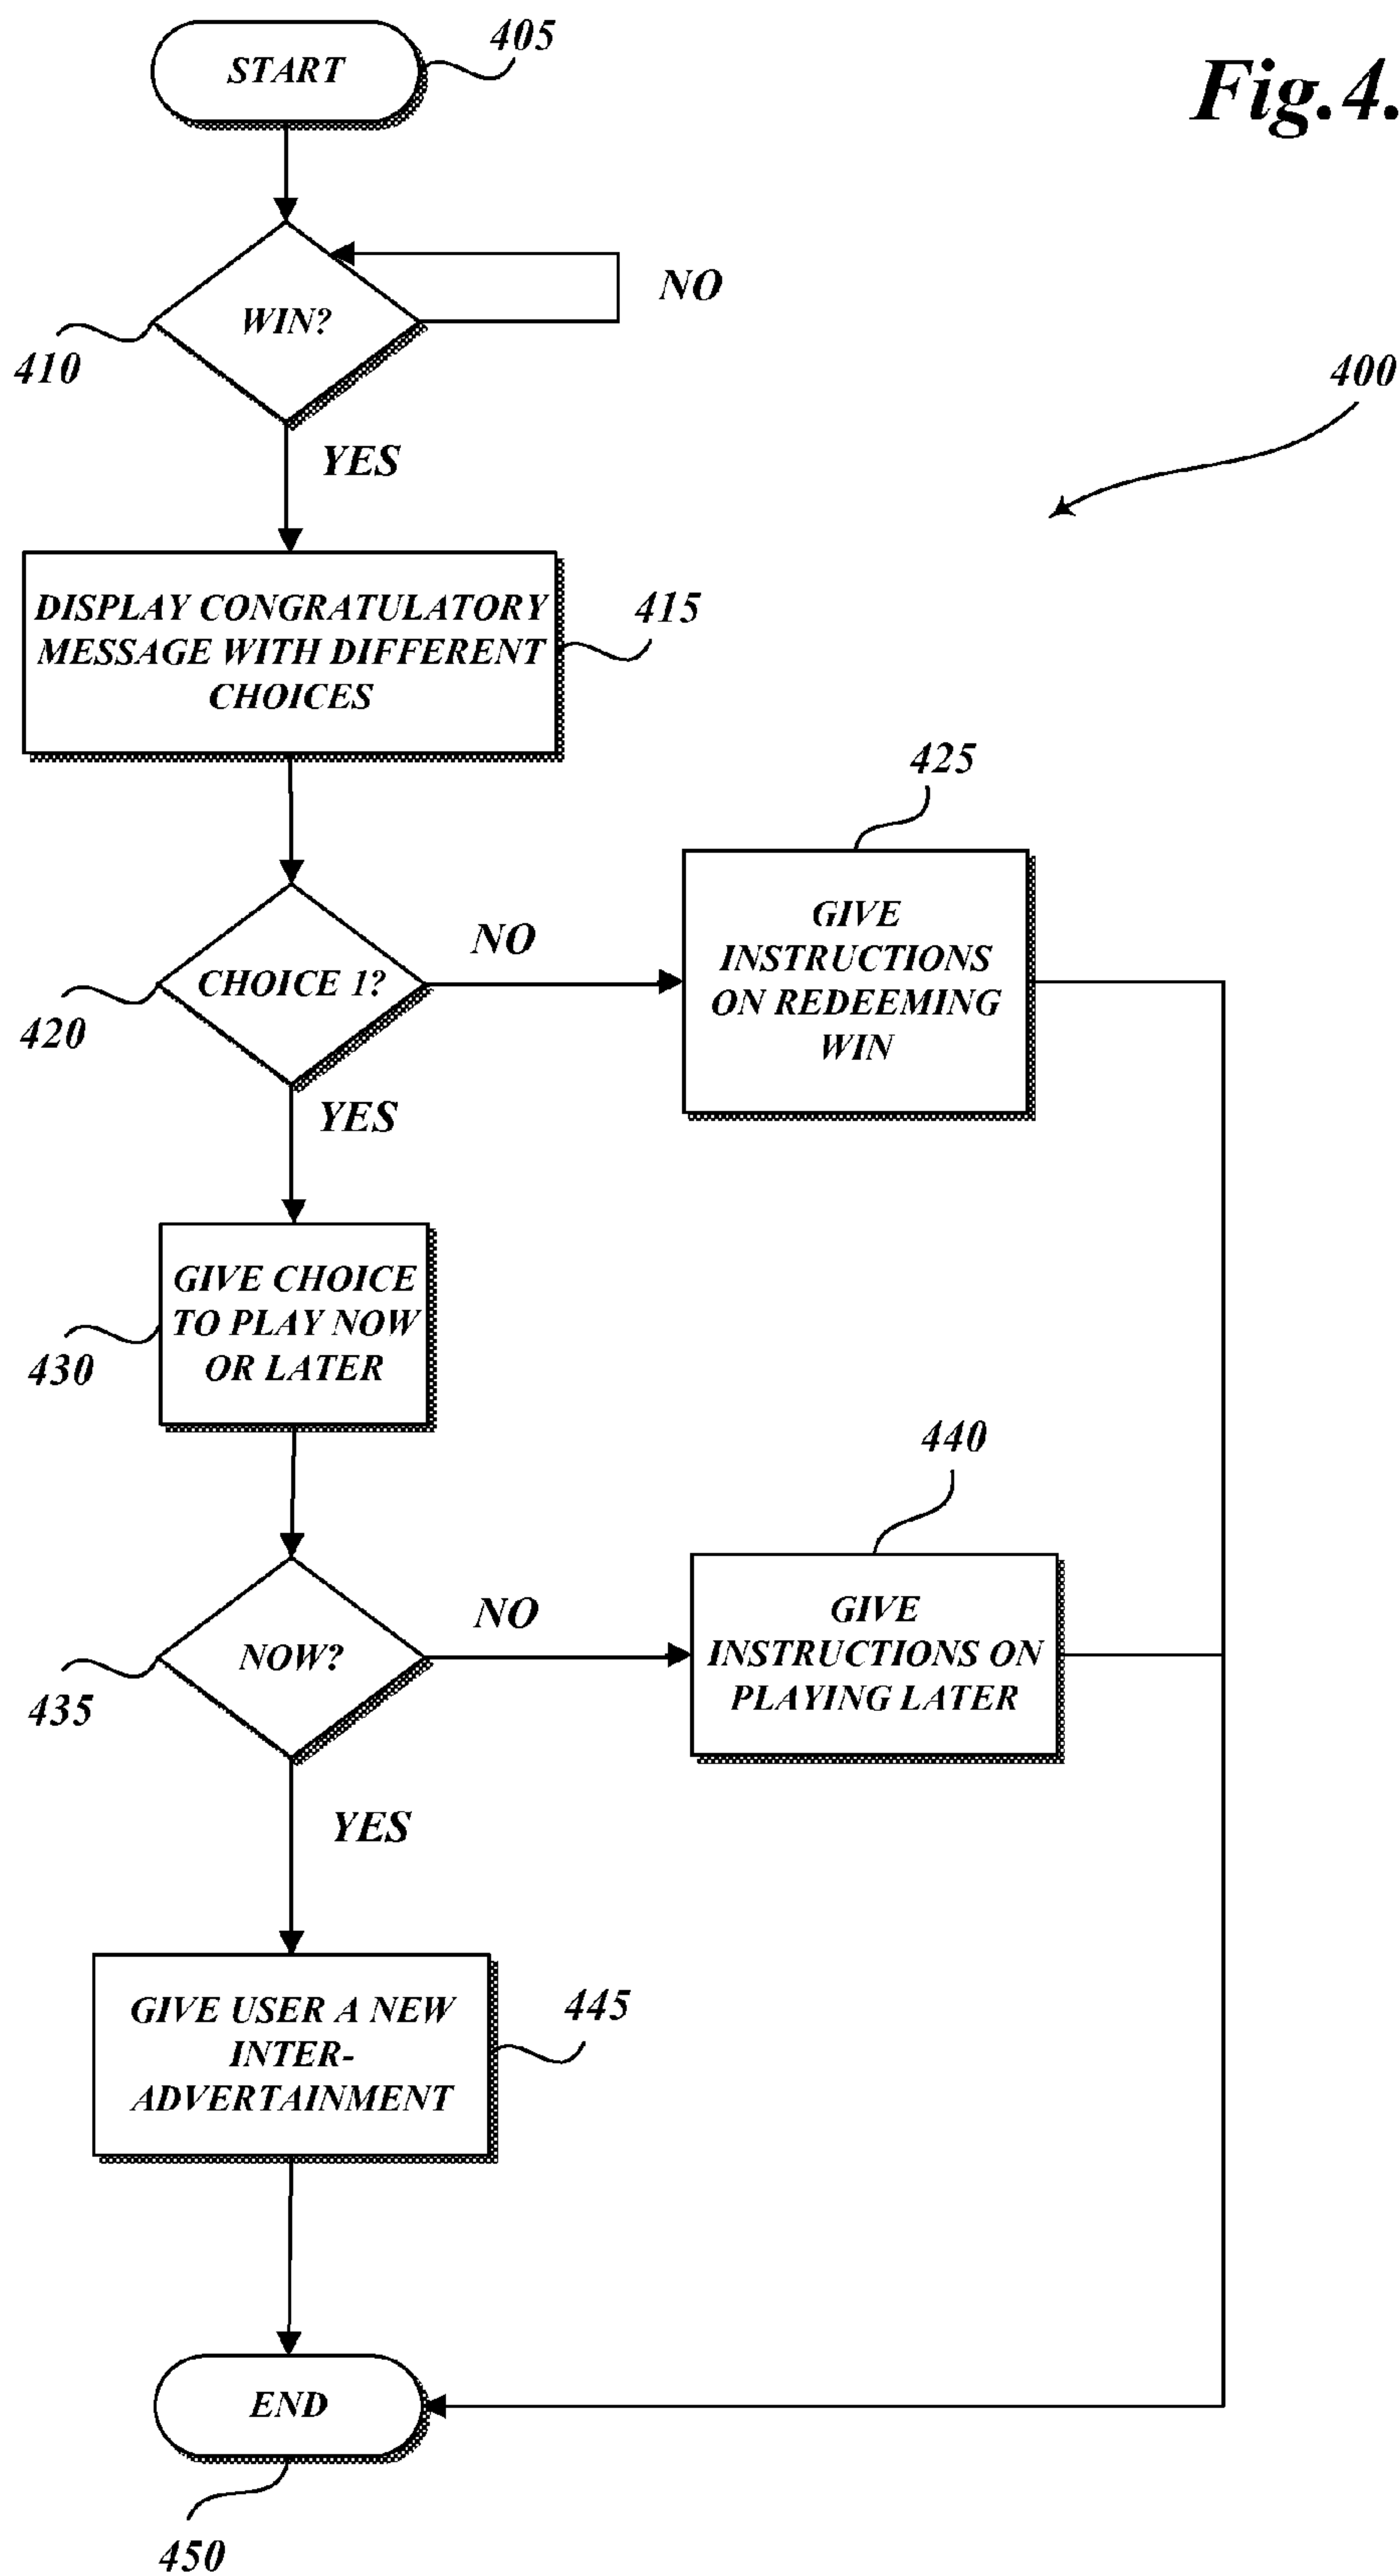 Fig.4.
405
START
NO
WIN?
410
400
YES
DISPLAY CONGRATULATORY
MESSAGE WITH DIFFERENT
CHOICES
415
425
GIVE
INSTRUCTIONS
ON REDEEMING
WIN
NO
CHOICE 1?
420
YES
GIVE CHOICE
TO PLAY NOW
OR LATER
430
440
NO
GIVE
INSTRUCTIONS ON
PLAYING LATER
NOW?
435
YES
GIVE USER A NEW
INTER-
ADVERTAINMENT
445
END
450